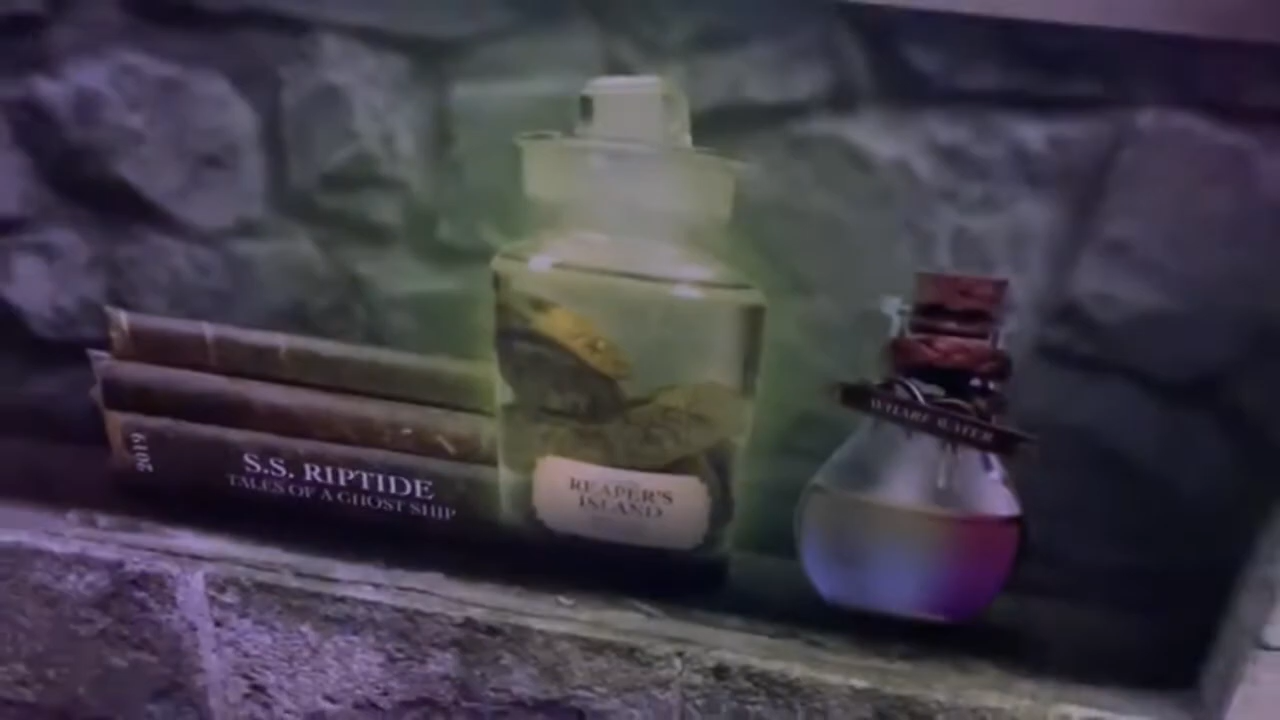 2019
S.S. RIPTIDE
TALES OF A GHOST SHIP
REAPER'S
ISLAND
WHARF WATER